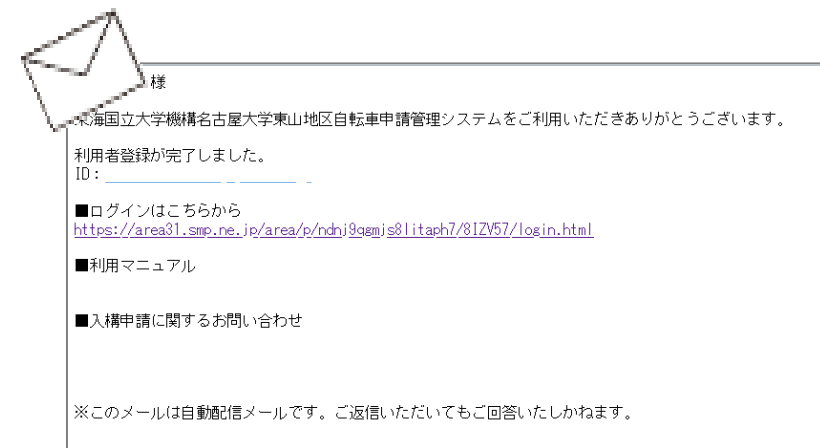 様
東海国立大学機構名古屋大学東山地区自転車申請管理システムをご利用いただきありがとうございます。
利用者登録が完了しました。
ID：
■ログインはこちらから
https://area31.smp.ne.jp/area/p/ndnj9qgmjs8litaph7/8IZV57/login.html
■利用マニュアル
■入構申請に関するお問い合わせ
※このメールは自動配信メールです。ご返信いただいてもご回答いたしかねます。